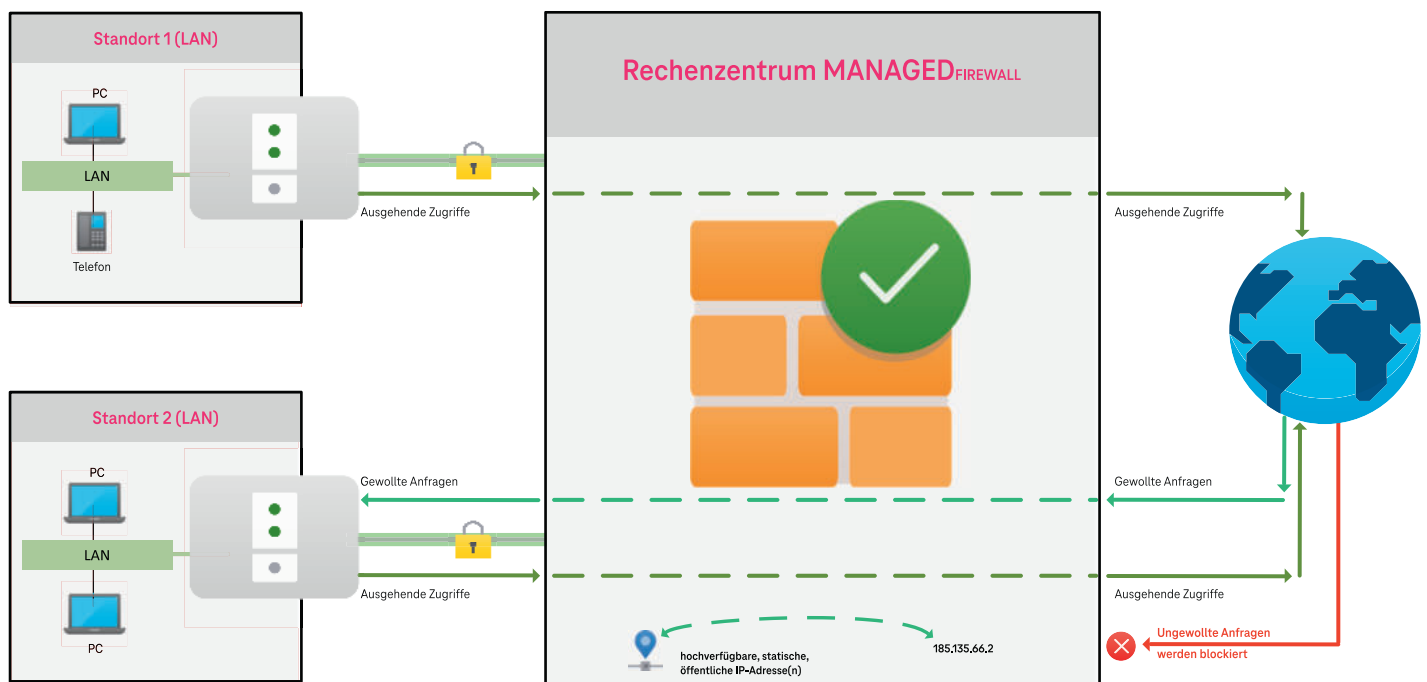 Standort 1 (LAN)
PC
LAN
Telefon
Ausgehende Zugriffe
Rechenzentrum MANAGEDFIREWALL
Ausgehende Zugriffe
Standort 2 (LAN)
PC
LAN
PC
Gewollte Anfragen
Ausgehende Zugriffe
Gewollte Anfragen
Ausgehende Zugriffe
hochverfügbare, statische,
öffentliche IP-Adresse(n)
185.135.66.2
Ungewollte Anfragen
werden blockiert